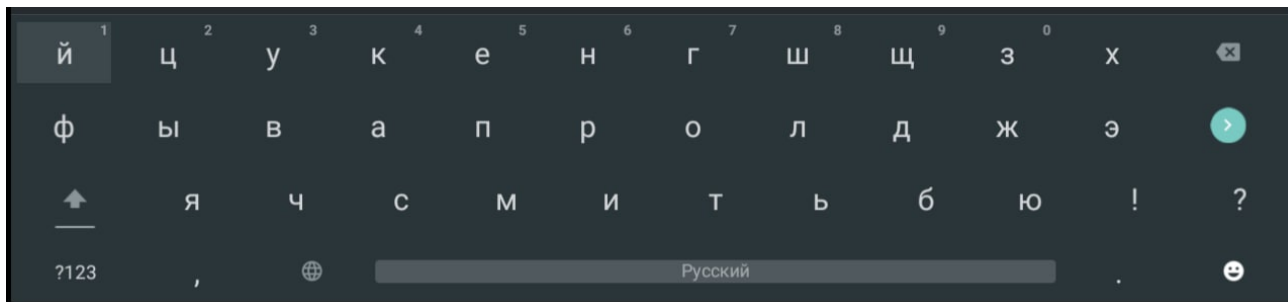 й 1 ц 2 у 3 к 4 е 5 н 6 г 7 ш 8 щ 9 з 0 х
ф ы в а п р о л д ж э
я ч с м и т ь б ю ! ?
?123 , Русский .